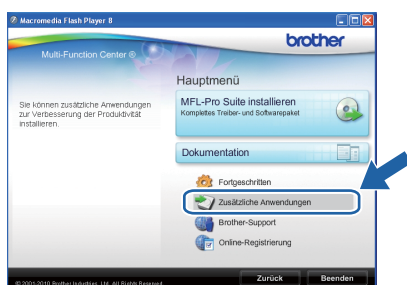 Macromedia Flash Player 8
brother
Multi-Function Center ®
Hauptmenü
Sie können zusätzliche Anwendungen
zur Verbesserung der Produktivität
installieren.
MFL-Pro Suite installieren
Komplettes Treiber- und Softwarepaket
Dokumentation
Fortgeschritten
Zusätzliche Anwendungen
Brother-Support
Online-Registrierung
© 2001-2010 Brother Industries, Ltd. All Rights Reserved.
Zurück
Beenden